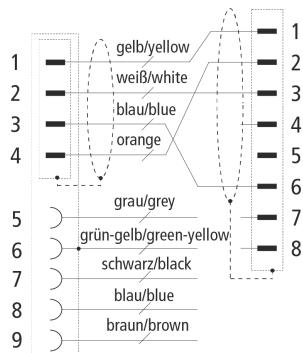 gelb/yellow
1
1
weiß/white
2
2
blau/blue
3
3
orange
4
4
5
6
grau/grey
5
7
grün-gelb/green-yellow
6
8
schwarz/black
7
blau/blue
8
braun/brown
9